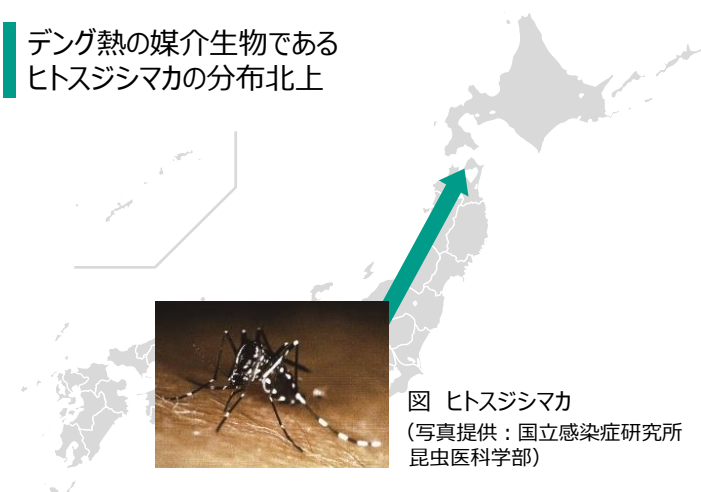 デング熱の媒介生物である
ヒトスジシマカの分布北上
図 ヒトスジシマカ
（写真提供：国立感染症研究所
昆虫医科学部）